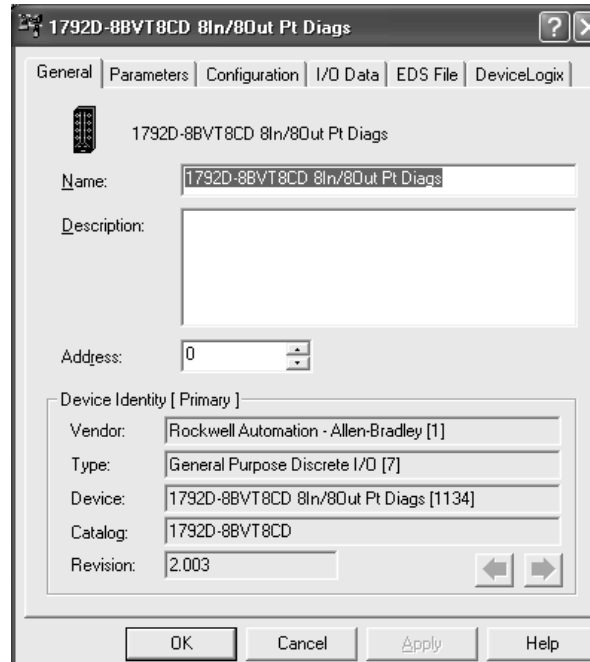 1792D-8BVT8CD 8In/8Out Pt Diags
General Parameters Configuration I/O Data EDS File DeviceLogix
1792D-8BVT8CD 8In/8Out Pt Diags
Name: 1792D-8BVT8CD 8In/8Out Pt Diags
Description:
Address: 0
Device Identity [ Primary ]
Vendor: Rockwell Automation - Allen-Bradley [1]
Type: General Purpose Discrete I/O [7]
Device: 1792D-8BVT8CD 8In/8Out Pt Diags [1134]
Catalog: 1792D-8BVT8CD
Revision: 2.003
OK Cancel Apply Help